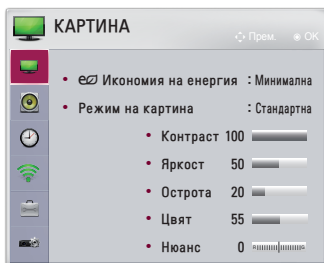 КАРТИНА
Прем. OK
Икономия на енергия : Минимална
• Режим на картина : Стандартна
• Контраст 100
• Яркост 50
• Острота 20
• Цвят 55
• Нюанс 0